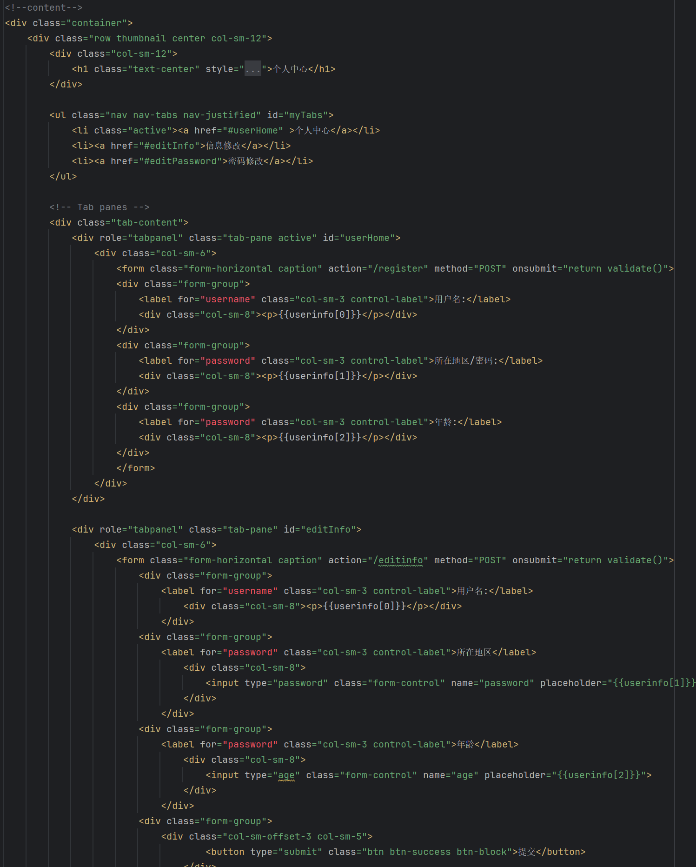 <!--content-->
<div class="container">
<div class="row thumbnail center col-sm-12">
<div class="col-sm-12">
<h1 class="text-center" style="...">个人中心</h1>
</div>
<ul class="nav nav-tabs nav-justified" id="myTabs">
<li class="active"><a href="#userHome" >个人中心</a></li>
<li><a href="#editInfo">信息修改</a></li>
<li><a href="#editPassword">密码修改</a></li>
</ul>
<!-- Tab panes -->
<div class="tab-content">
<div role="tabpanel" class="tab-pane active" id="userHome">
<div class="col-sm-6">
<form class="form-horizontal caption" action="/register" method="POST" onsubmit="return validate()">
<div class="form-group">
<label for="username" class="col-sm-3 control-label">用户名:</label>
<div class="col-sm-8"><p>{{userinfo[0]}}</p></div>
</div>
<div class="form-group">
<label for="password" class="col-sm-3 control-label">所在地区/密码:</label>
<div class="col-sm-8"><p>{{userinfo[1]}}</p></div>
</div>
<div class="form-group">
<label for="password" class="col-sm-3 control-label">年龄:</label>
<div class="col-sm-8"><p>{{userinfo[2]}}</p></div>
</div>
</form>
</div>
</div>
<div role="tabpanel" class="tab-pane" id="editInfo">
<div class="col-sm-6">
<form class="form-horizontal caption" action="/editinfo" method="POST" onsubmit="return validate()">
<div class="form-group">
<label for="username" class="col-sm-3 control-label">用户名:</label>
<div class="col-sm-8"><p>{{userinfo[0]}}</p></div>
</div>
<div class="form-group">
<label for="password" class="col-sm-3 control-label">所在地区</label>
<div class="col-sm-8">
<input type="password" class="form-control" name="password" placeholder="{{userinfo[1]}}
</div>
</div>
<div class="form-group">
<label for="password" class="col-sm-3 control-label">年龄</label>
<div class="col-sm-8">
<input type="age" class="form-control" name="age" placeholder="{{userinfo[2]}}">
</div>
</div>
<div class="form-group">
<div class="col-sm-offset-3 col-sm-5">
<button type="submit" class="btn btn-success btn-block">提交</button>
</div>